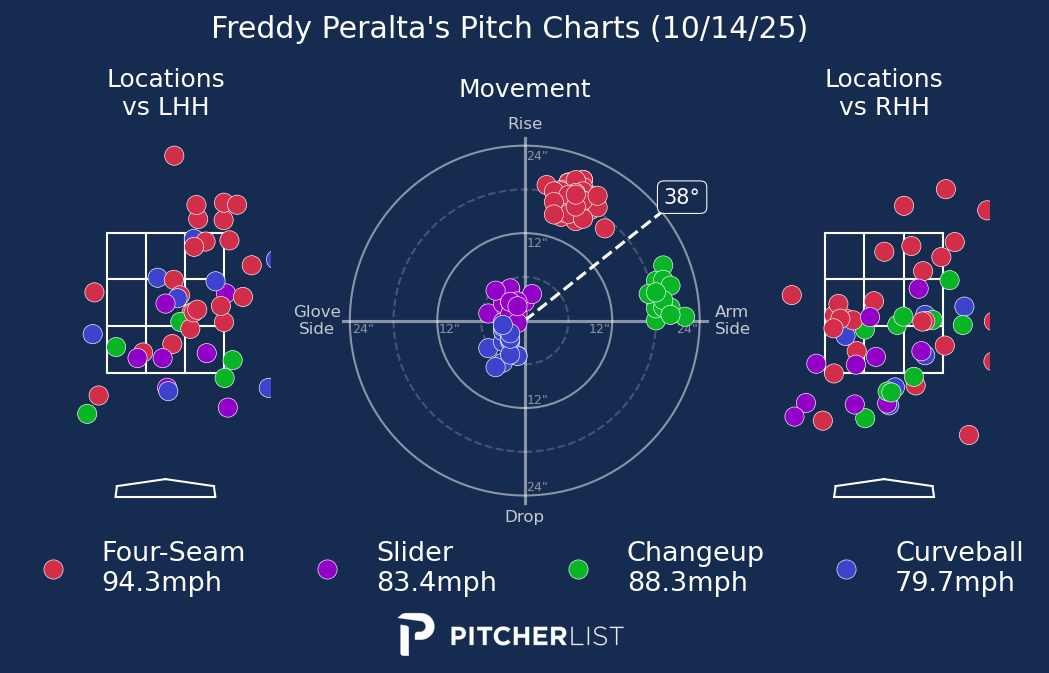 Freddy Peralta's Pitch Charts (10/14/25)
Locations
vs LHH
Movement
Locations
vs RHH
Rise
24"
38°
12"
Glove
Side
24"
12"
12"
24"
Arm
Side
12"
24"
Drop
Four-Seam
94.3mph
Slider
83.4mph
Changeup
88.3mph
Curveball
79.7mph
PITCHERLIST